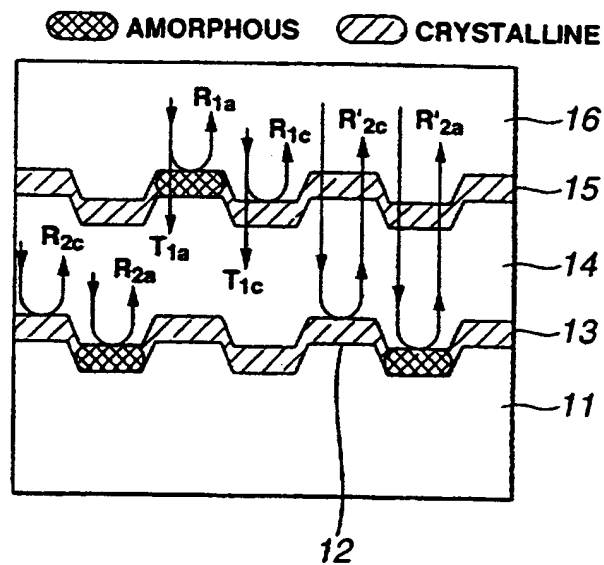 AMORPHOUS CRYSTALLINE
R1a R1c R'2c R'2a 16
15
T1a T1c
R2c R2a 14
13
11
12